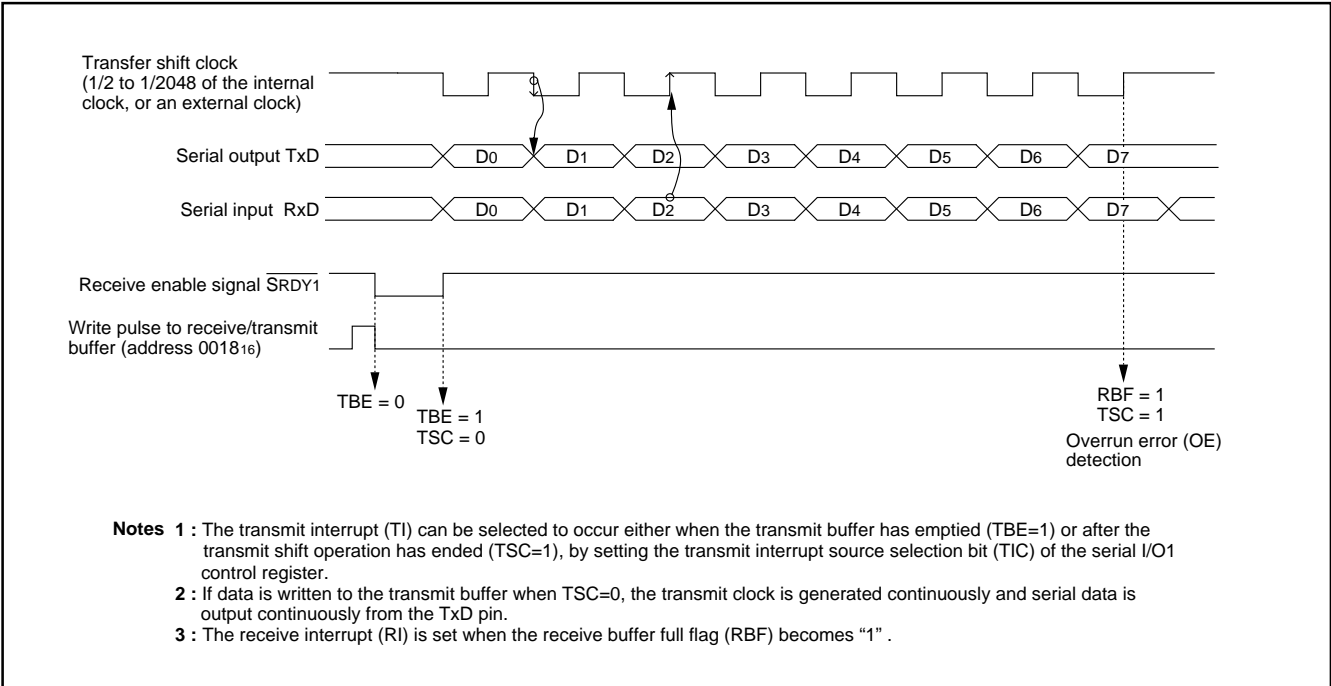 Transfer shift clock
(1/2 to 1/2048 of the internal
clock, or an external clock)
Serial output TxD D0 D1 D2 D3 D4 D5 D6 D7
Serial input RxD D0 D1 D2 D3 D4 D5 D6 D7
Receive enable signal SRDY1
Write pulse to receive/transmit
buffer (address 001816)
TBE = 0
TBE = 1
TSC = 0
RBF = 1
TSC = 1
Overrun error (OE)
detection
Notes 1 : The transmit interrupt (TI) can be selected to occur either when the transmit buffer has emptied (TBE=1) or after the
transmit shift operation has ended (TSC=1), by setting the transmit interrupt source selection bit (TIC) of the serial I/O1
control register.
2 : If data is written to the transmit buffer when TSC=0, the transmit clock is generated continuously and serial data is
output continuously from the TxD pin.
3 : The receive interrupt (RI) is set when the receive buffer full flag (RBF) becomes “1” .